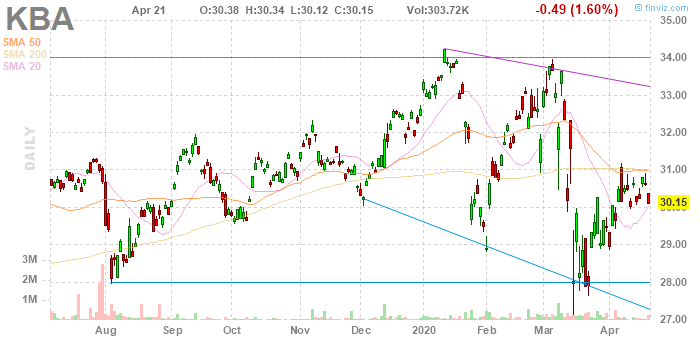 KBA Apr 21 O:30.38 H:30.34 L:30.12 C:30.15 Vol:303.72K © finviz.com -0.49 (1.60%)
SMA 50
SMA 200
SMA 20
DAILY
35.00
34.00
33.00
32.00
31.00
30.15
30.00
29.00
28.00
27.00
3M
2M
1M
Aug Sep Oct Nov Dec 2020 Feb Mar Apr